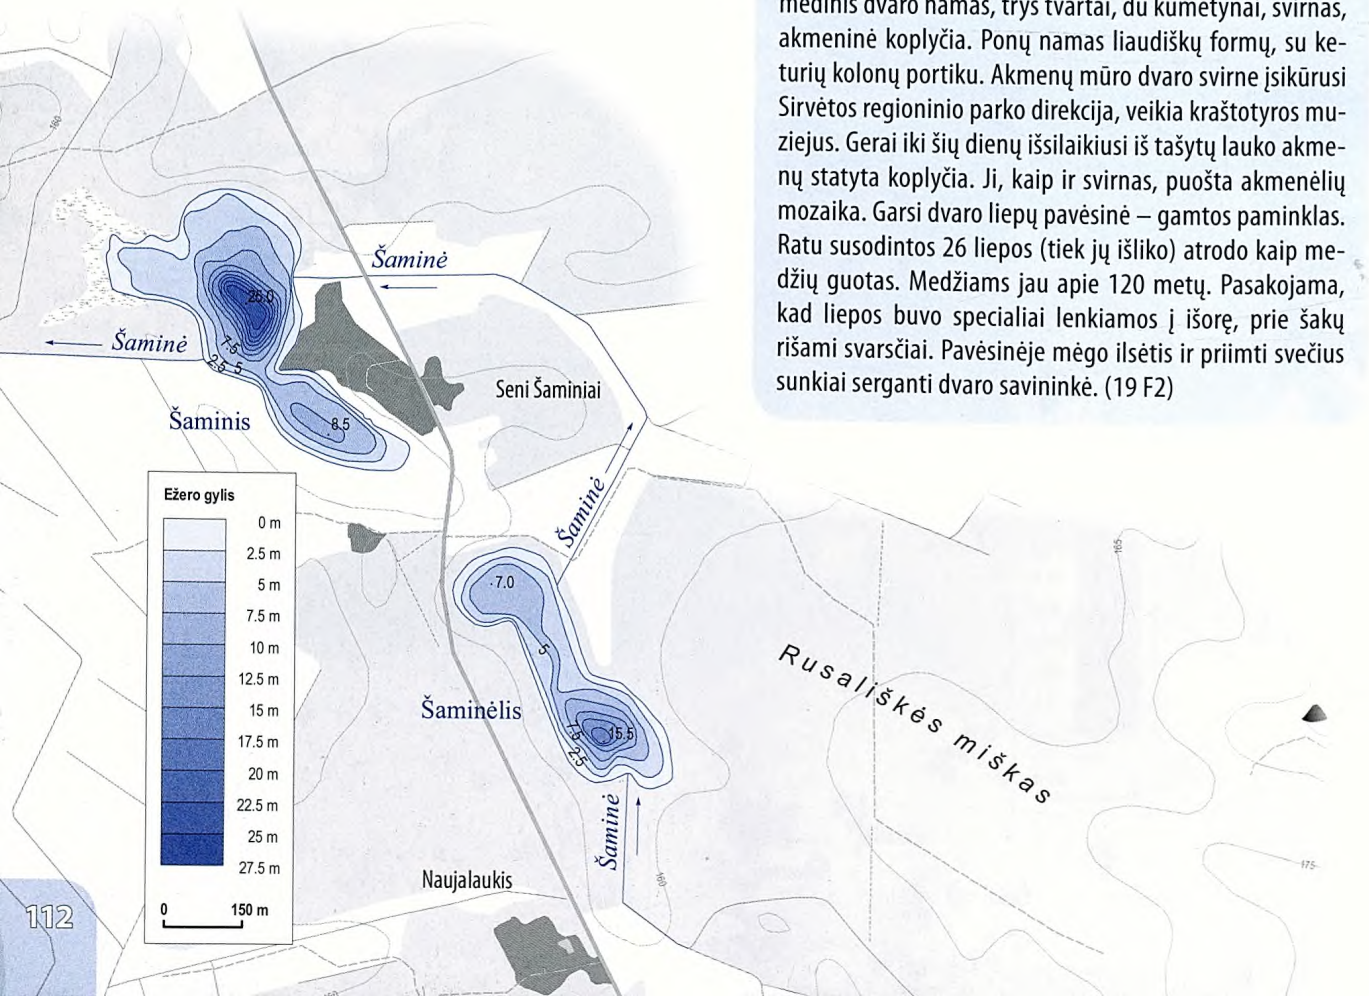 medinis dvaro namas, trys tvartai, du kumetynai, svirnas,
akmeninė koplyčia. Ponų namas liaudiškų formų, su ke-
turių kolonų portiku. Akmenų mūro dvaro svirne įsikūrusi
Sirvėtos regioninio parko direkcija, veikia kraštotyros mu-
ziejus. Gerai iki šių dienų išsilaikiusi iš tašytų lauko akme-
nų statyta koplyčia. Ji, kaip ir svirnas, puošta akmenėlių
mozaika. Garsi dvaro liepų pavėsinė – gamtos paminklas.
Ratu susodintos 26 liepos (tiek jų išliko) atrodo kaip me-
džių guotas. Medžiams jau apie 120 metų. Pasakojama,
kad liepos buvo specialiai lenkiamos į išorę, prie šakų
rišami svarsčiai. Pavėsinėje mėgo ilsėtis ir priimti svečius
sunkiai serganti dvaro savininkė. (19 F2)
160
Šaminė
26.0
Šaminė
7.5
2.5
5
Seni Šaminiai
Šaminis
8.5
Šaminė
Ežero gylis
0 m
2.5 m
5 m
7.5 m
10 m
12.5 m
15 m
17.5 m
20 m
22.5 m
25 m
27.5 m
0 150 m
7.0
5
165
Rusališkės miškas
Šaminėlis
7.5
15.5
2.5
Šaminė
Naujalaukis
175
112